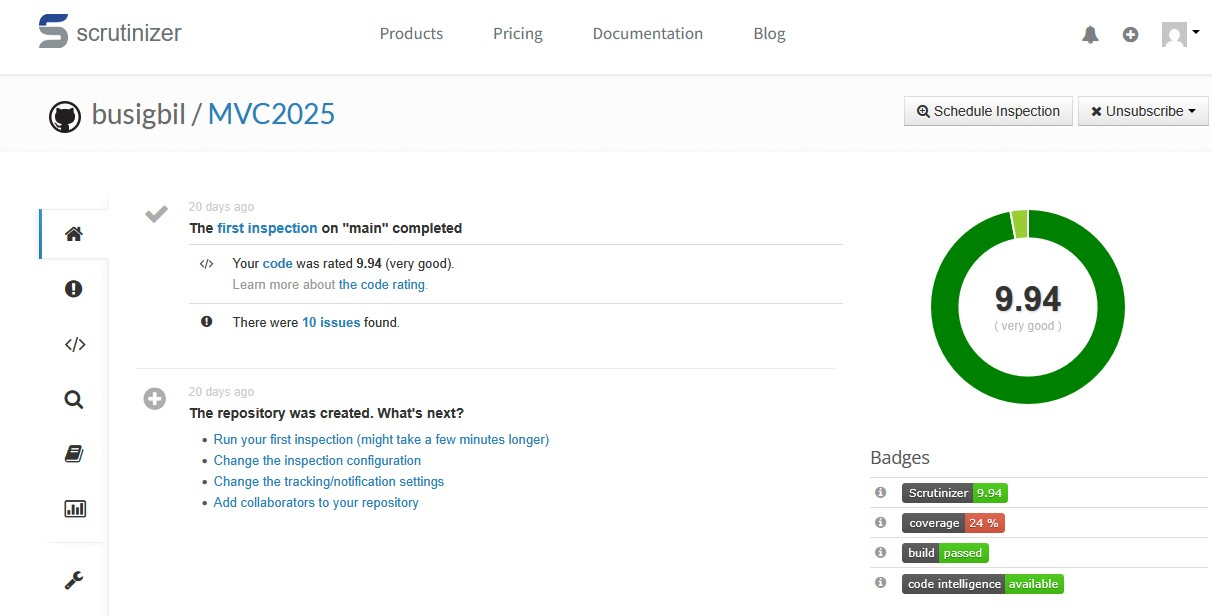 scrutinizer
Products
Pricing
Documentation
Blog
busigbil / MVC2025
Schedule Inspection
Unsubscribe
20 days ago
The first inspection on "main" completed
</> Your code was rated 9.94 (very good).
Learn more about the code rating.
There were 10 issues found.
20 days ago
The repository was created. What's next?
• Run your first inspection (might take a few minutes longer)
• Change the inspection configuration
• Change the tracking/notification settings
• Add collaborators to your repository
9.94
( very good )
Badges
Scrutinizer 9.94
coverage 24 %
build passed
code intelligence available